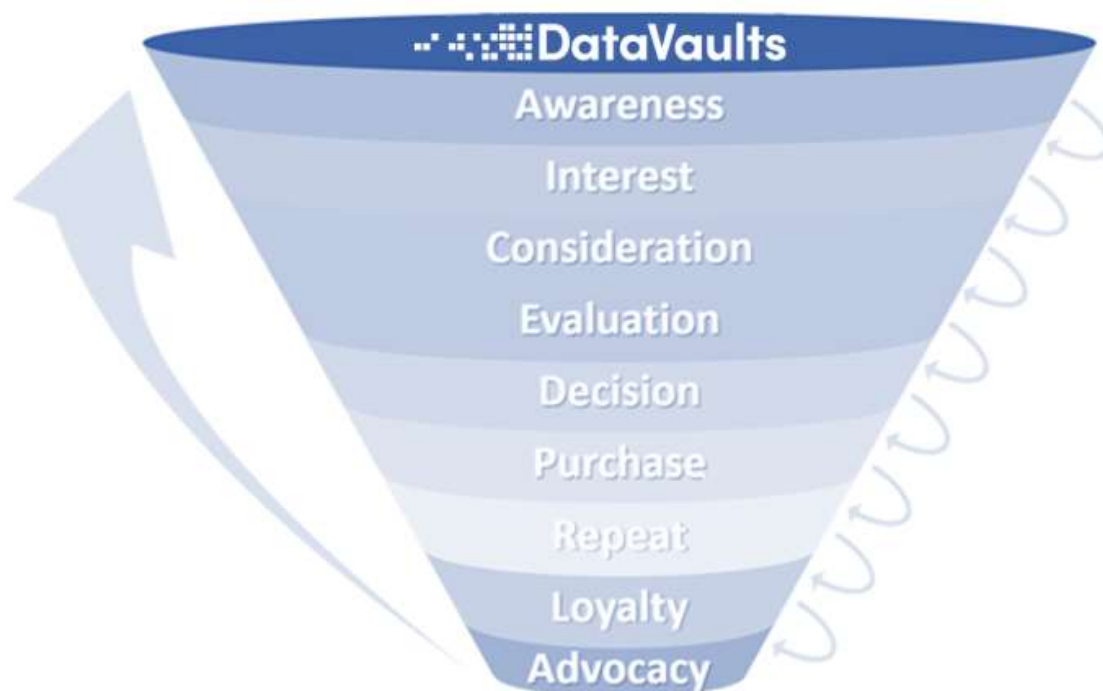 DataVaults
Awareness
Interest
Consideration
Evaluation
Decision
Purchase
Repeat
Loyalty
Advocacy